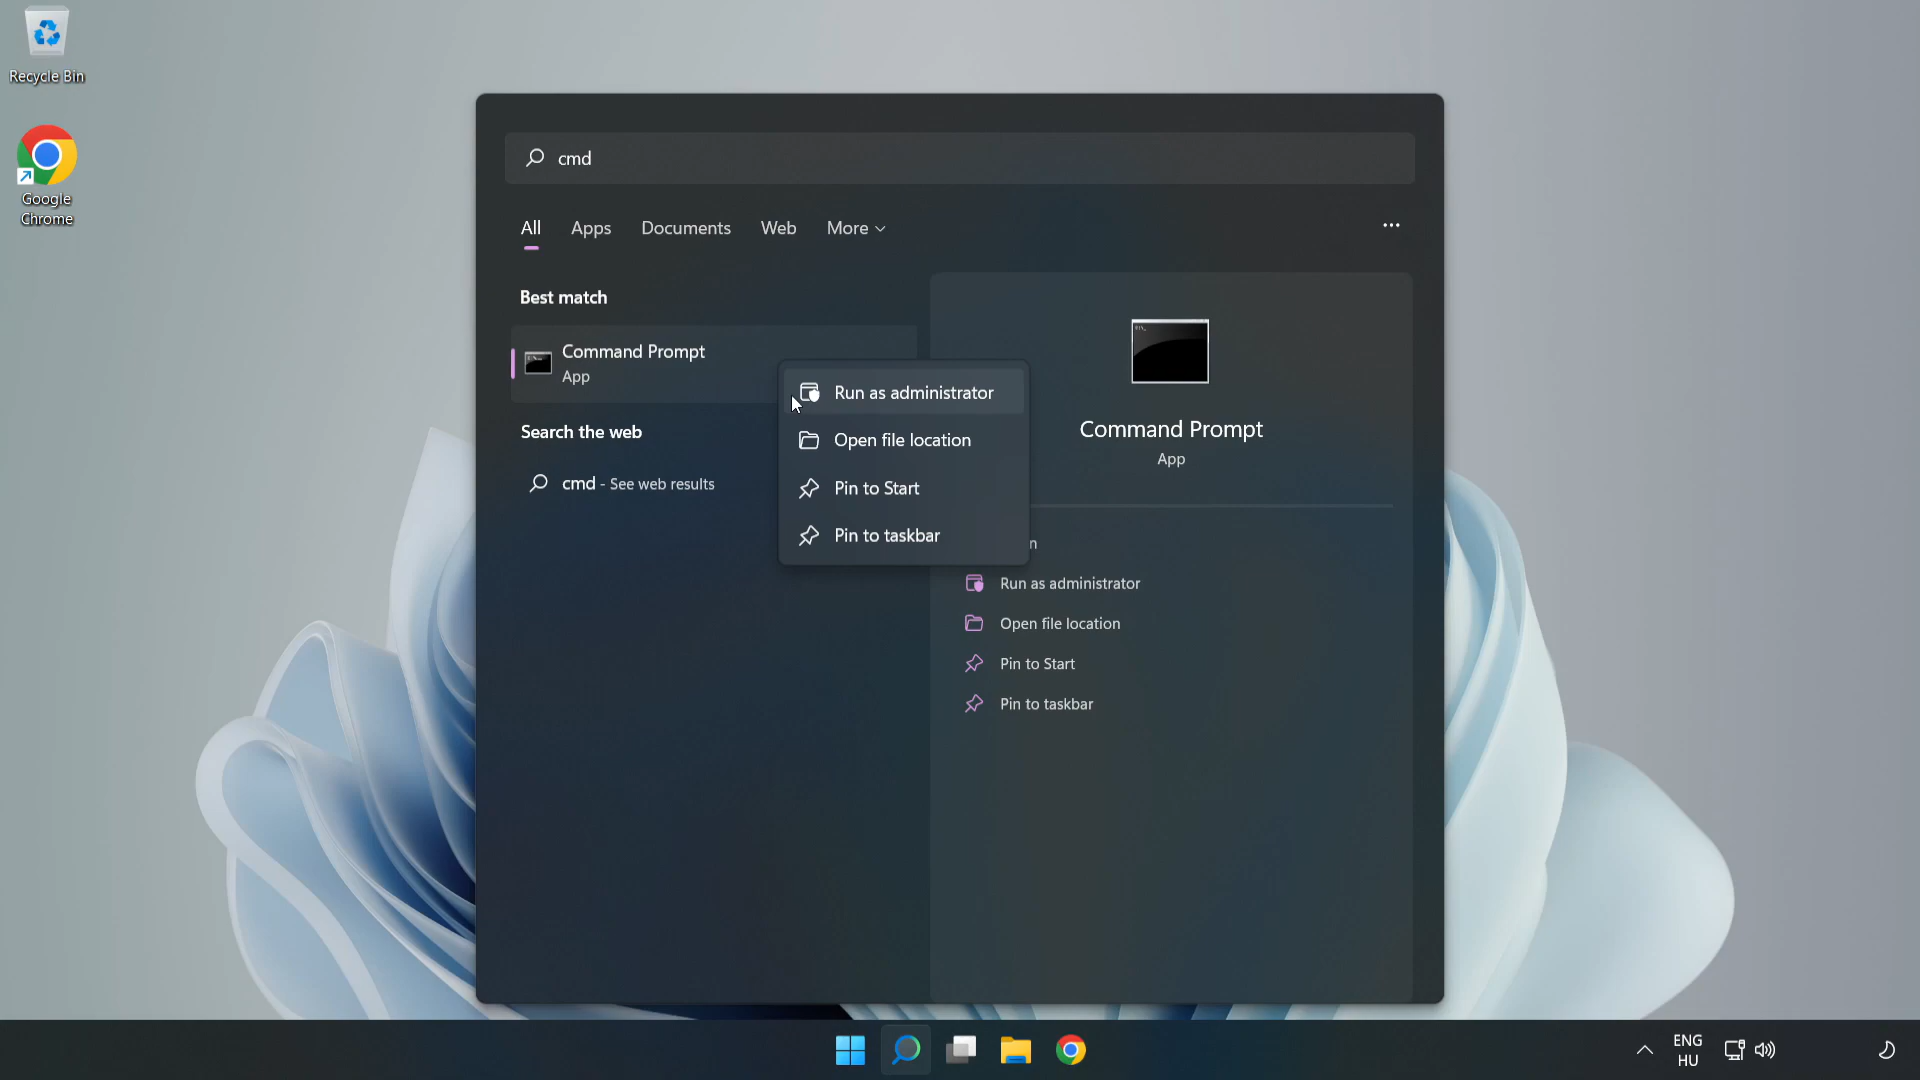 Recycle Bin
Google
Chrome
cmd
All Apps Documents Web More
Best match
Command Prompt
App
Search the web
cmd - See web results
Run as administrator
Open file location
Pin to Start
Pin to taskbar
Command Prompt
App
Run as administrator
Open file location
Pin to Start
Pin to taskbar
ENG
HU